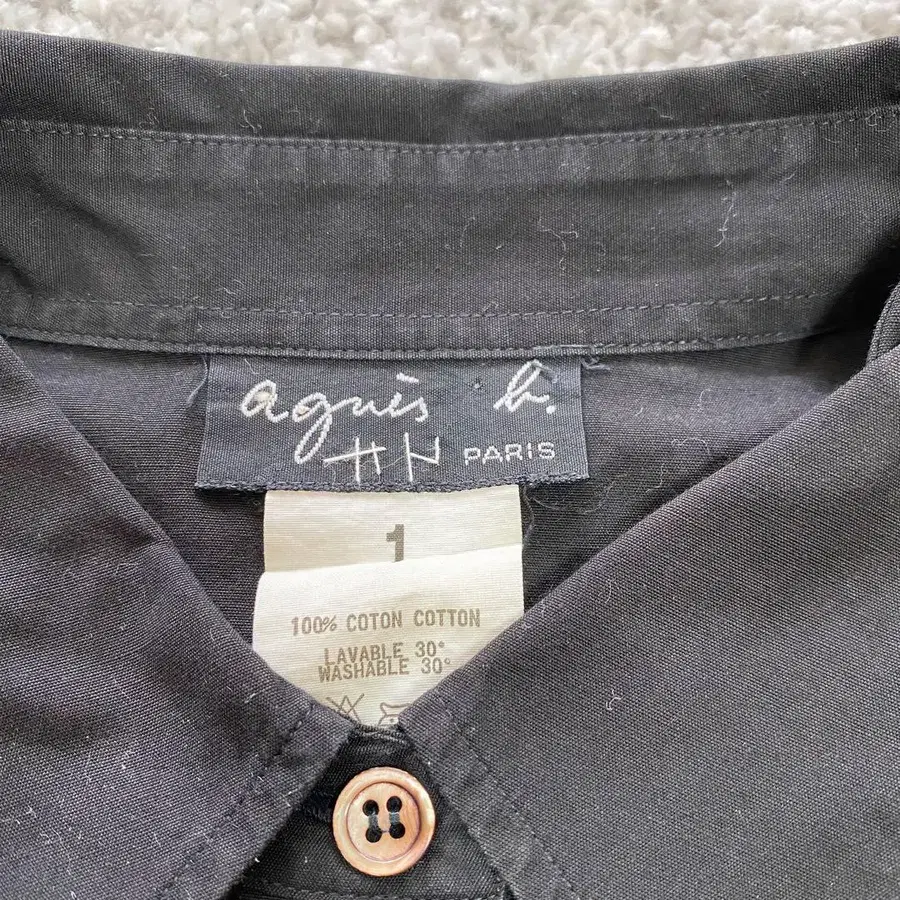 agnès b.
PARIS
1
100% COTON COTTON
LAVABLE 30°
WASHABLE 30°